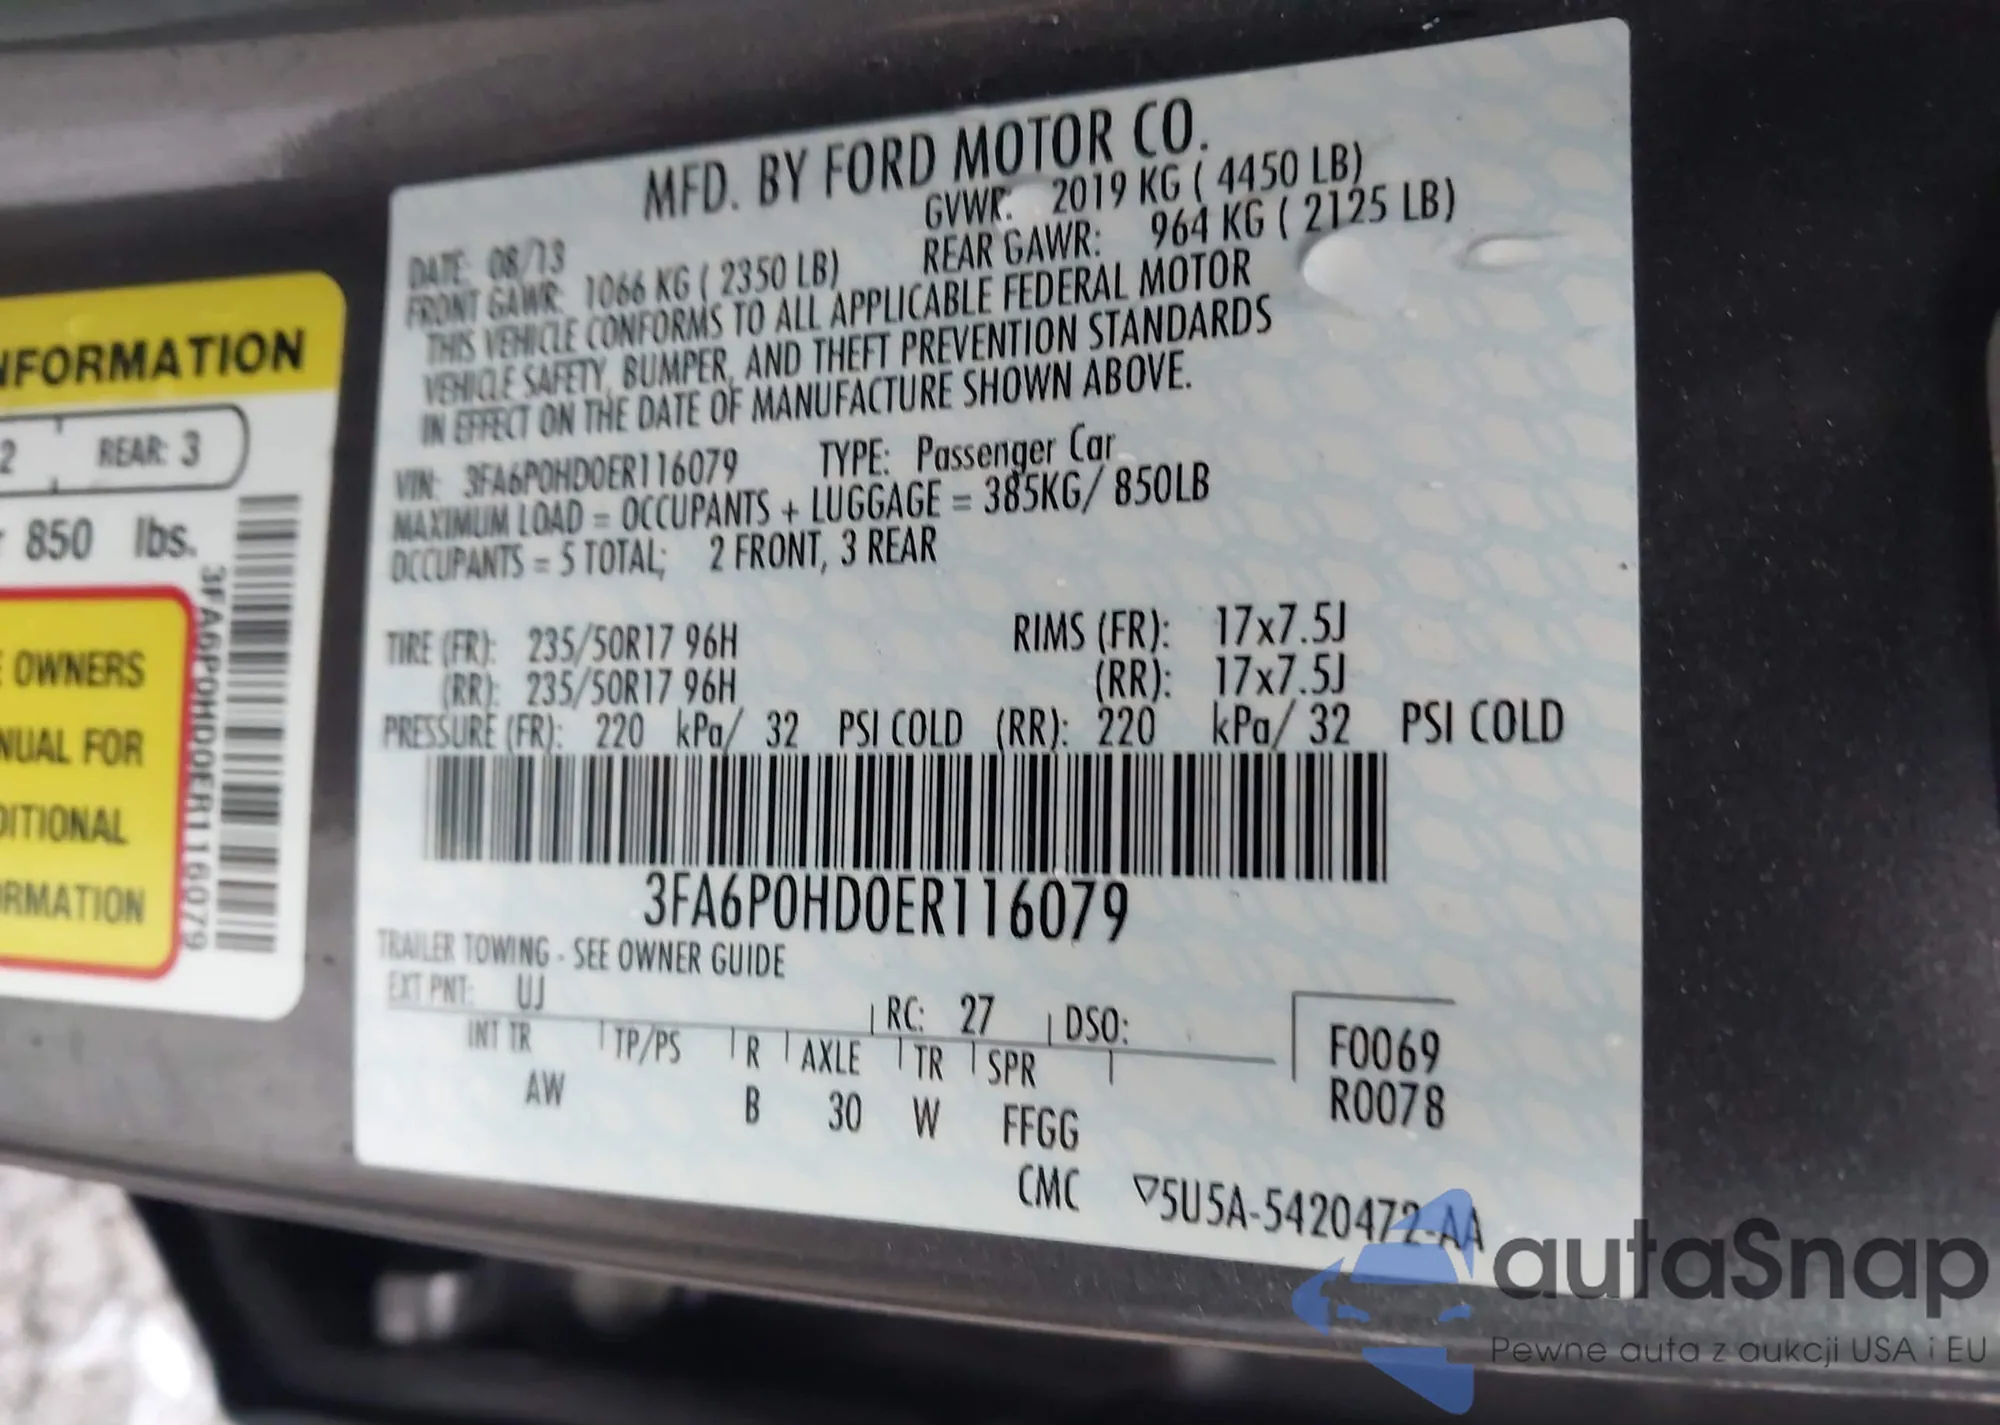 MFD. BY FORD MOTOR CO.
DATE: 08/13 GVWR: 2019 KG ( 4450 LB)
FRONT GAWR: 1066 KG ( 2350 LB) REAR GAWR: 964 KG ( 2125 LB)
THIS VEHICLE CONFORMS TO ALL APPLICABLE FEDERAL MOTOR
VEHICLE SAFETY, BUMPER, AND THEFT PREVENTION STANDARDS
IN EFFECT ON THE DATE OF MANUFACTURE SHOWN ABOVE.
VIN: 3FA6P0HD0ER116079 TYPE: Passenger Car
MAXIMUM LOAD = OCCUPANTS + LUGGAGE = 385KG/ 850LB
OCCUPANTS = 5 TOTAL; 2 FRONT, 3 REAR
TIRE (FR): 235/50R17 96H RIMS (FR): 17x7.5J
(RR): 235/50R17 96H (RR): 17x7.5J
PRESSURE (FR): 220 kPa/ 32 PSI COLD (RR): 220 kPa/ 32 PSI COLD
3FA6P0HD0ER116079
TRAILER TOWING - SEE OWNER GUIDE
EXT PNT: UJ RC: 27 DSO:
INT TR TP/PS R AXLE TR SPR
AW B 30 W FFGG
F0069
R0078
CMC ▽5U5A-5420472-AA
NFORMATION
2 REAR: 3
850 lbs.
3FA6P0HD0ER116079
E OWNERS
NUAL FOR
DITIONAL
ORMATION
autaSnap
Pewne auta z aukcji USA i EU